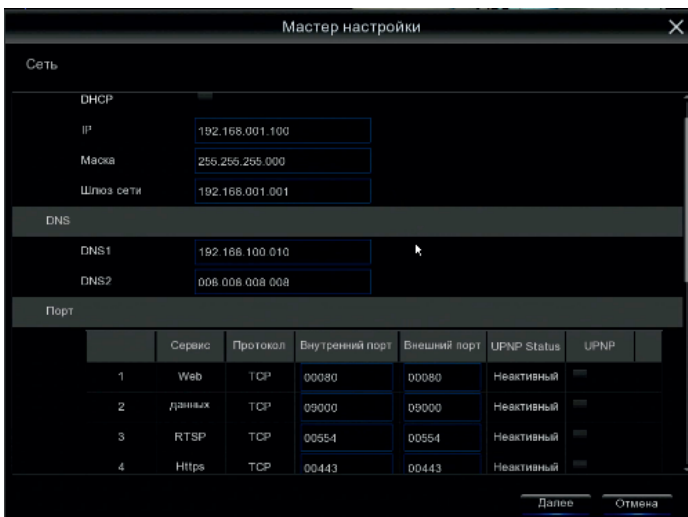 Мастер настройки
Сеть
DHCP
IP 192.168.001.100
Маска 255.255.255.000
Шлюз сети 192.168.001.001
DNS
DNS1 192.168.100.010
DNS2 008.008.008.008
Порт
Сервис Протокол Внутренний порт Внешний порт UPNP Status UPNP
1 Web TCP 00080 00080 Неактивный
2 данных TCP 09000 09000 Неактивный
3 RTSP TCP 00554 00554 Неактивный
4 Https TCP 00443 00443 Неактивный
Далее Отмена